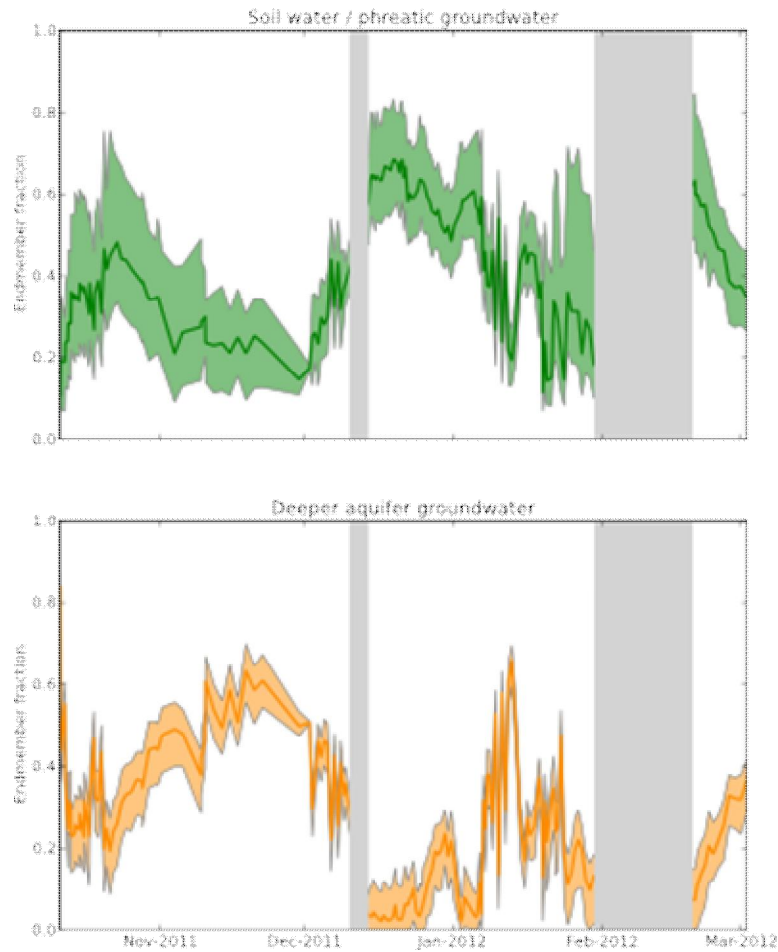 Soil water / phreatic groundwater
1.0
0.8
0.6
0.4
0.2
0.0
Endmember fraction
Deeper aquifer groundwater
1.0
0.8
0.6
0.4
0.2
0.0
Endmember fraction
Nov-2011 Dec-2011 Jan-2012 Feb-2012 Mar-2012